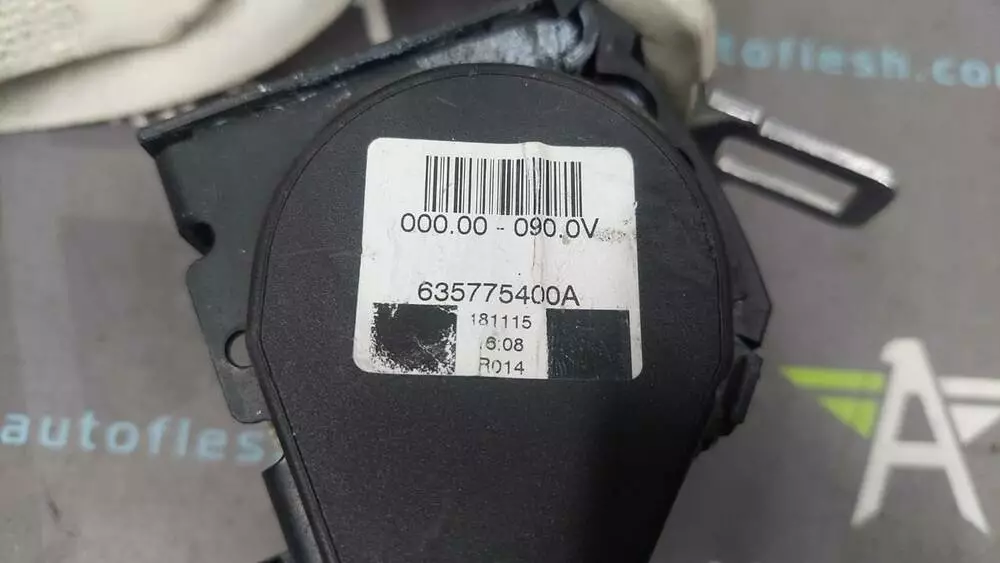 autoflesh.com
000.00 - 090.0V
635775400A
181115
6:08
R014
autoflesh
A